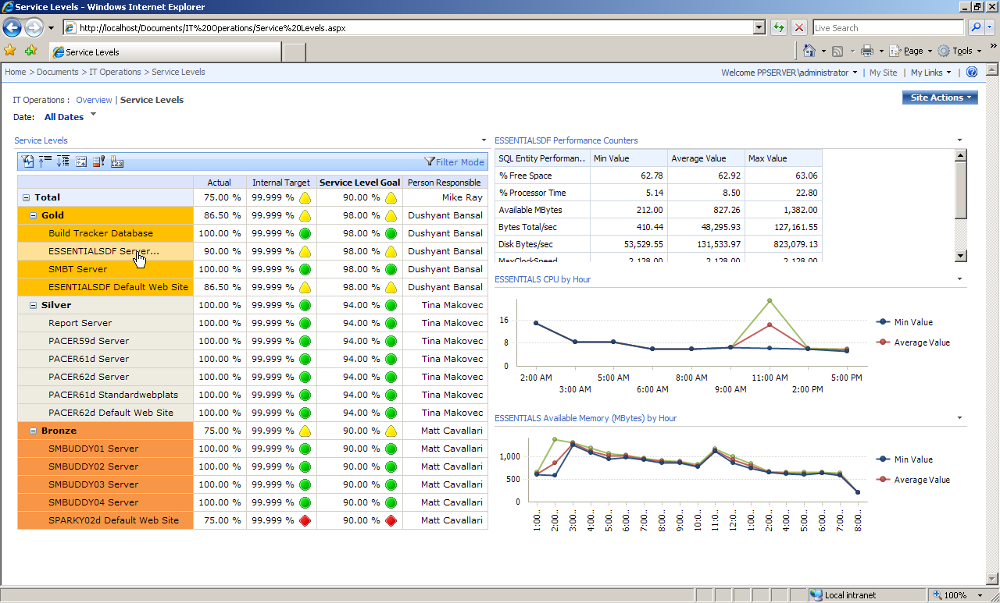 Service Levels - Windows Internet Explorer
http://localhost/Documents/IT%20Operations/Service%20Levels.aspx
Live Search
Service Levels
Page
Tools
Home > Documents > IT Operations > Service Levels
Welcome PPSERVER\administrator | My Site | My Links |
IT Operations : Overview | Service Levels
Site Actions
Date: All Dates
Service Levels
Filter Mode
Actual Internal Target Service Level Goal Person Responsible
Total 75.00 % 99.999 % 90.00 % Mike Ray
Gold 86.50 % 99.999 % 98.00 % Dushyant Bansal
Build Tracker Database 100.00 % 99.999 % 98.00 % Dushyant Bansal
ESSENTIALSDF Server... 90.00 % 99.999 % 98.00 % Dushyant Bansal
SMBT Server 100.00 % 99.999 % 98.00 % Dushyant Bansal
ESENTIALSDF Default Web Site 86.50 % 99.999 % 98.00 % Dushyant Bansal
Silver 100.00 % 99.999 % 94.00 % Tina Makovec
Report Server 100.00 % 99.999 % 94.00 % Tina Makovec
PACER59d Server 100.00 % 99.999 % 94.00 % Tina Makovec
PACER61d Server 100.00 % 99.999 % 94.00 % Tina Makovec
PACER62d Server 100.00 % 99.999 % 94.00 % Tina Makovec
PACER61d Standardwebplats 100.00 % 99.999 % 94.00 % Tina Makovec
PACER62d Default Web Site 100.00 % 99.999 % 94.00 % Tina Makovec
Bronze 75.00 % 99.999 % 90.00 % Matt Cavallari
SMBUDDY01 Server 100.00 % 99.999 % 90.00 % Matt Cavallari
SMBUDDY02 Server 100.00 % 99.999 % 90.00 % Matt Cavallari
SMBUDDY03 Server 100.00 % 99.999 % 90.00 % Matt Cavallari
SMBUDDY04 Server 100.00 % 99.999 % 90.00 % Matt Cavallari
SPARKY02d Default Web Site 75.00 % 99.999 % 90.00 % Matt Cavallari
ESSENTIALSDF Performance Counters
SQL Entity Performan.. Min Value Average Value Max Value
% Free Space 62.78 62.92 63.06
% Processor Time 5.14 8.50 22.80
Available MBytes 212.00 827.26 1,382.00
Bytes Total/sec 410.44 48,295.93 127,161.55
Disk Bytes/sec 53,529.55 131,533.97 823,079.13
MaxClockSpeed 2,128.00 2,128.00 2,128.00
ESSENTIALS CPU by Hour
16
8
0
2:00 AM 3:00 AM 5:00 AM 6:00 AM 8:00 AM 9:00 AM 11:00 AM 2:00 PM 5:00 PM
Min Value
Average Value
ESSENTIALS Available Memory (MBytes) by Hour
1,000
500
0
1:00.. 2:00.. 3:00.. 4:00.. 5:00.. 6:00.. 7:00.. 8:00.. 9:00.. 10:0.. 11:0.. 12:0.. 1:00.. 2:00.. 3:00.. 4:00.. 5:00.. 6:00.. 7:00.. 8:00..
Min Value
Average Value
Local intranet
100%